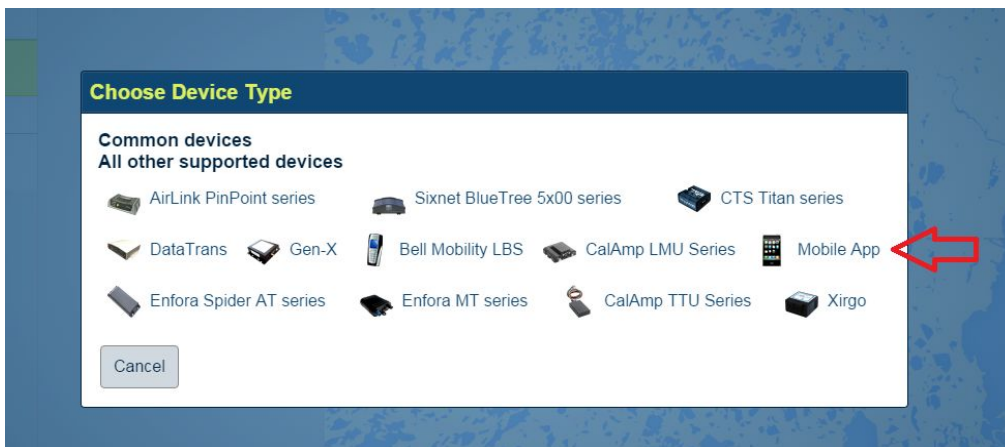 Choose Device Type
Common devices
All other supported devices
AirLink PinPoint series Sixnet BlueTree 5x00 series CTS Titan series
DataTrans Gen-X Bell Mobility LBS CalAmp LMU Series Mobile App
Enfora Spider AT series Enfora MT series CalAmp TTU Series Xirgo
Cancel